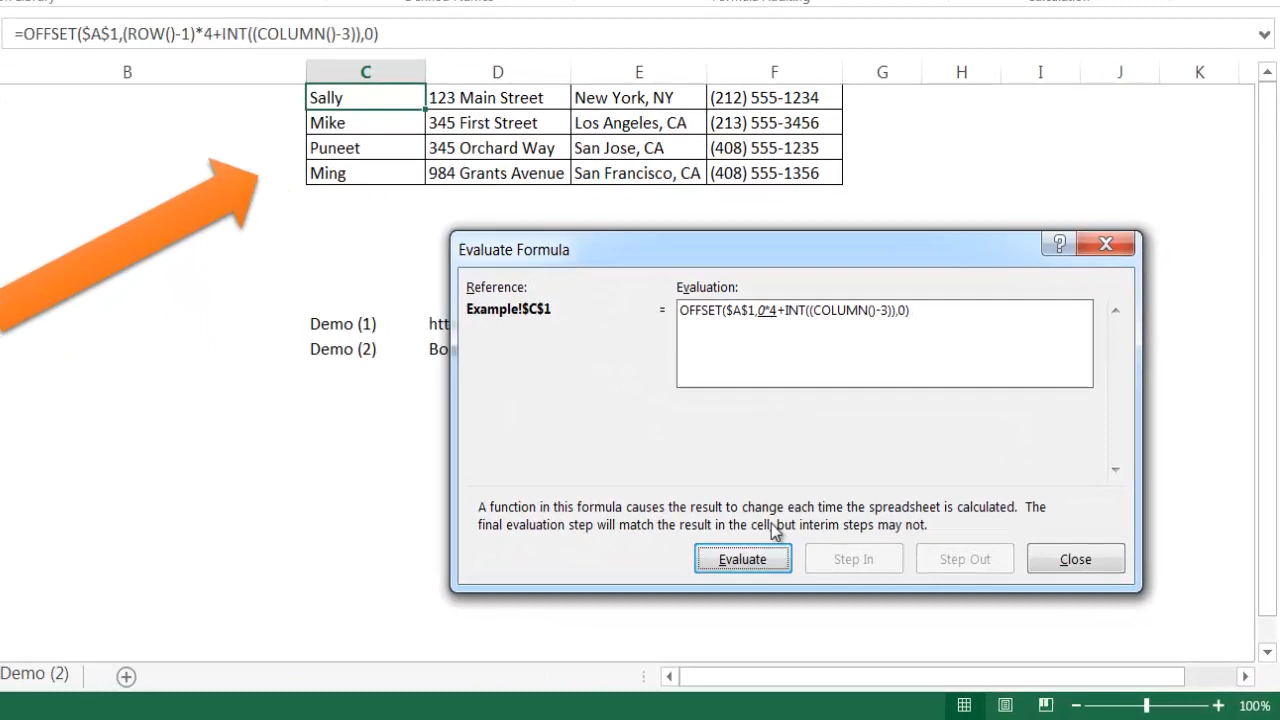 =OFFSET($A$1,(ROW()-1)*4+INT((COLUMN()-3)),0)
B C D E F G H I J K
Sally 123 Main Street New York, NY (212) 555-1234
Mike 345 First Street Los Angeles, CA (213) 555-3456
Puneet 345 Orchard Way San Jose, CA (408) 555-1235
Ming 984 Grants Avenue San Francisco, CA (408) 555-1356
Evaluate Formula
Reference: Evaluation:
Example!$C$1 = OFFSET($A$1,0*4+INT((COLUMN()-3)),0)
Demo (1) htt
Demo (2) Bo
A function in this formula causes the result to change each time the spreadsheet is calculated. The
final evaluation step will match the result in the cell, but interim steps may not.
Evaluate Step In Step Out Close
Demo (2)
100%